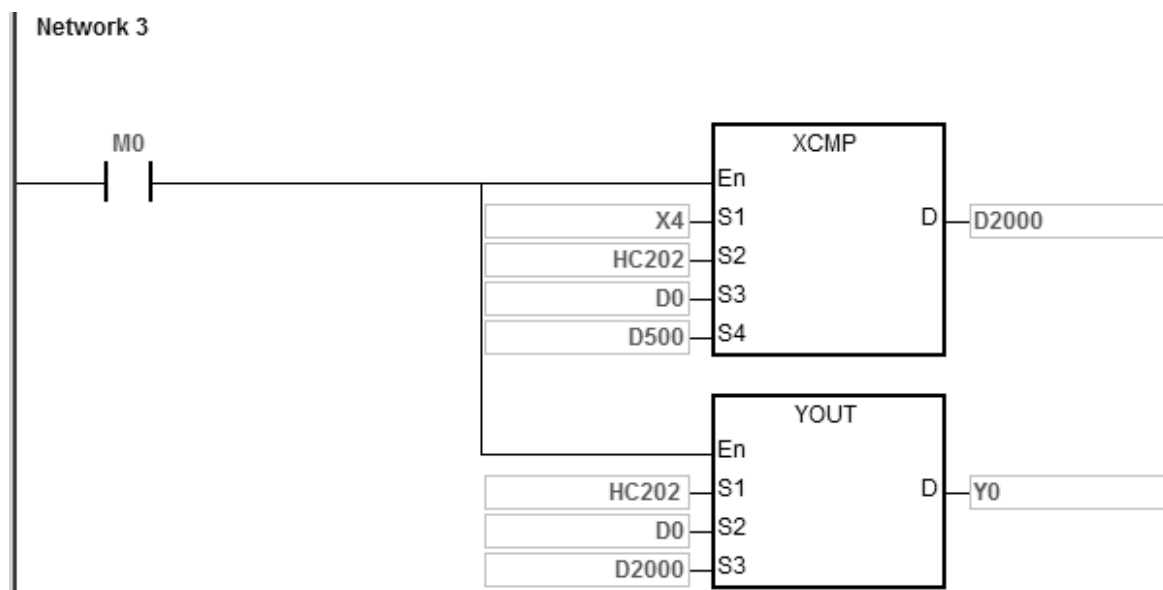 Network 3
M0
XCMP
En
X4 S1 D D2000
HC202 S2
D0 S3
D500 S4
YOUT
En
HC202 S1 D Y0
D0 S2
D2000 S3